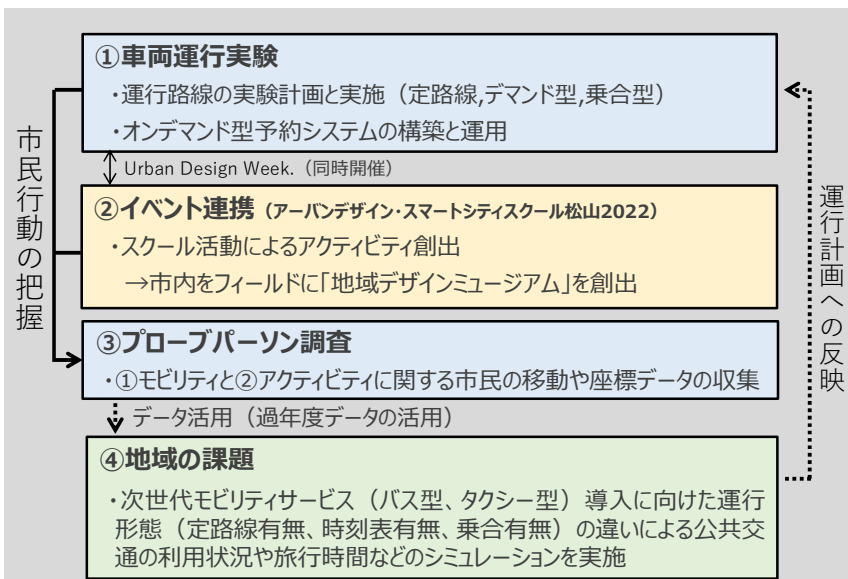 ①車両運行実験
・運行路線の実験計画と実施（定路線,デマンド型,乗合型）
・オンデマンド型予約システムの構築と運用
Urban Design Week.（同時開催）
②イベント連携（アーバンデザイン・スマートシティスクール松山2022）
・スクール活動によるアクティビティ創出
→市内をフィールドに「地域デザインミュージアム」を創出
③プローブパーソン調査
・①モビリティと②アクティビティに関する市民の移動や座標データの収集
データ活用（過年度データの活用）
④地域の課題
・次世代モビリティサービス（バス型、タクシー型）導入に向けた運行
形態（定路線有無、時刻表有無、乗合有無）の違いによる公共交
通の利用状況や旅行時間などのシミュレーションを実施
市民行動の把握
運行計画への反映